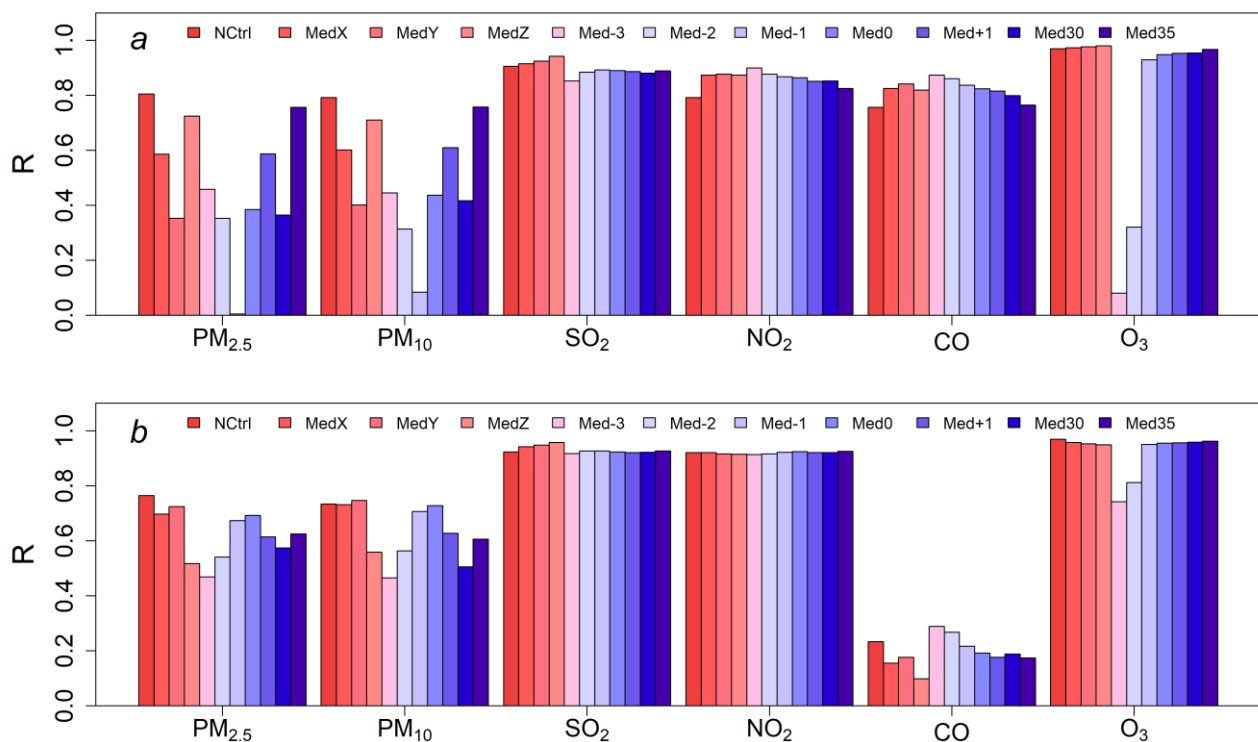 a
NCtrl MedX MedY MedZ Med-3 Med-2 Med-1 Med0 Med+1 Med30 Med35
R
1.0
0.8
0.6
0.4
0.2
0.0
PM2.5 PM10 SO2 NO2 CO O3
b
NCtrl MedX MedY MedZ Med-3 Med-2 Med-1 Med0 Med+1 Med30 Med35
R
1.0
0.8
0.6
0.4
0.2
0.0
PM2.5 PM10 SO2 NO2 CO O3